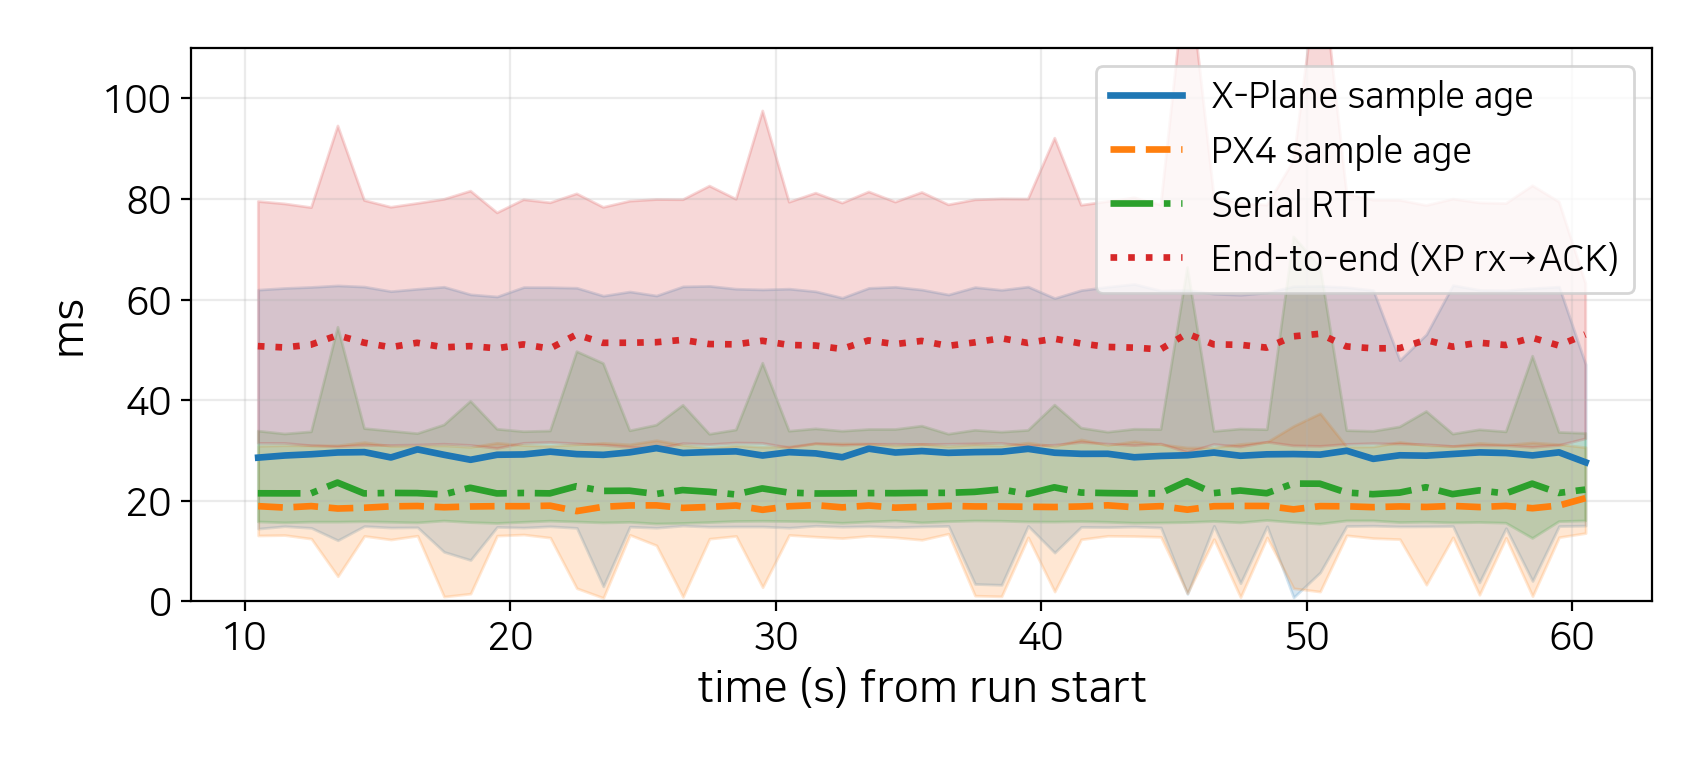 100
80
60
40
20
0
ms
10 20 30 40 50 60
time (s) from run start
X-Plane sample age
PX4 sample age
Serial RTT
End-to-end (XP rx→ACK)